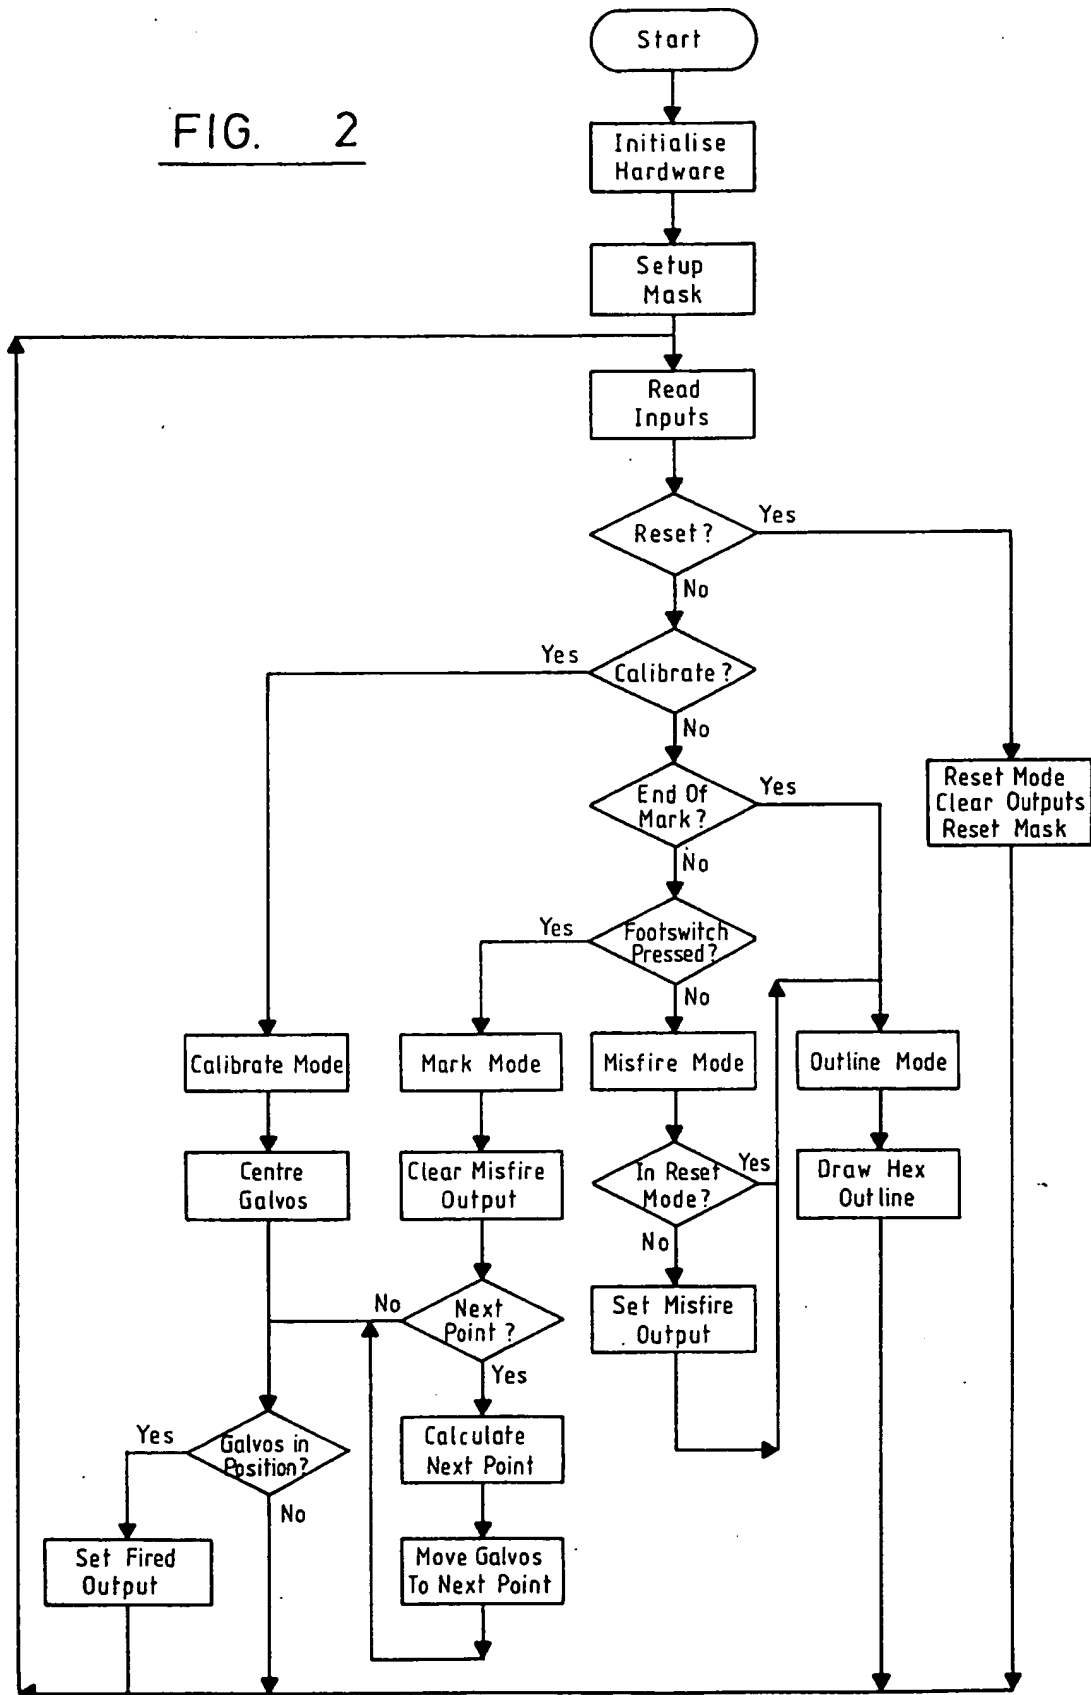 Start
FIG. 2
Initialise
Hardware
Setup
Mask
Read
Inputs
Reset?
Yes
No
Calibrate?
Yes
No
End Of
Mark?
Yes
No
Reset Mode
Clear Outputs
Reset Mask
Footswitch
Pressed?
Yes
No
Calibrate Mode
Mark Mode
Misfire Mode
Outline Mode
Centre
Galvos
Clear Misfire
Output
In Reset
Mode?
Yes
No
Draw Hex
Outline
Next
Point?
No
Yes
Set Misfire
Output
Galvos in
Position?
Yes
No
Calculate
Next Point
Set Fired
Output
Move Galvos
To Next Point